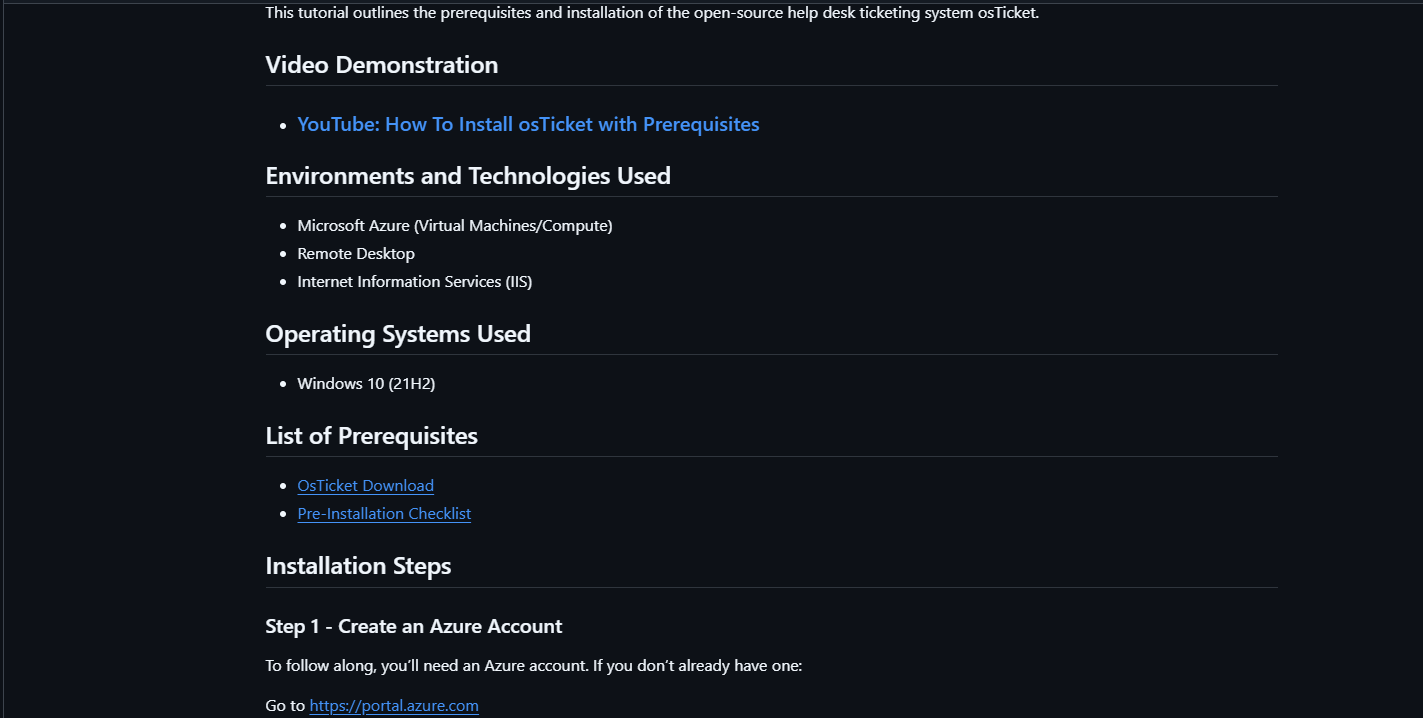 This tutorial outlines the prerequisites and installation of the open-source help desk ticketing system osTicket.
Video Demonstration
YouTube: How To Install osTicket with Prerequisites
Environments and Technologies Used
Microsoft Azure (Virtual Machines/Compute)
Remote Desktop
Internet Information Services (IIS)
Operating Systems Used
Windows 10 (21H2)
List of Prerequisites
OsTicket Download
Pre-Installation Checklist
Installation Steps
Step 1 - Create an Azure Account
To follow along, you’ll need an Azure account. If you don’t already have one:
Go to https://portal.azure.com